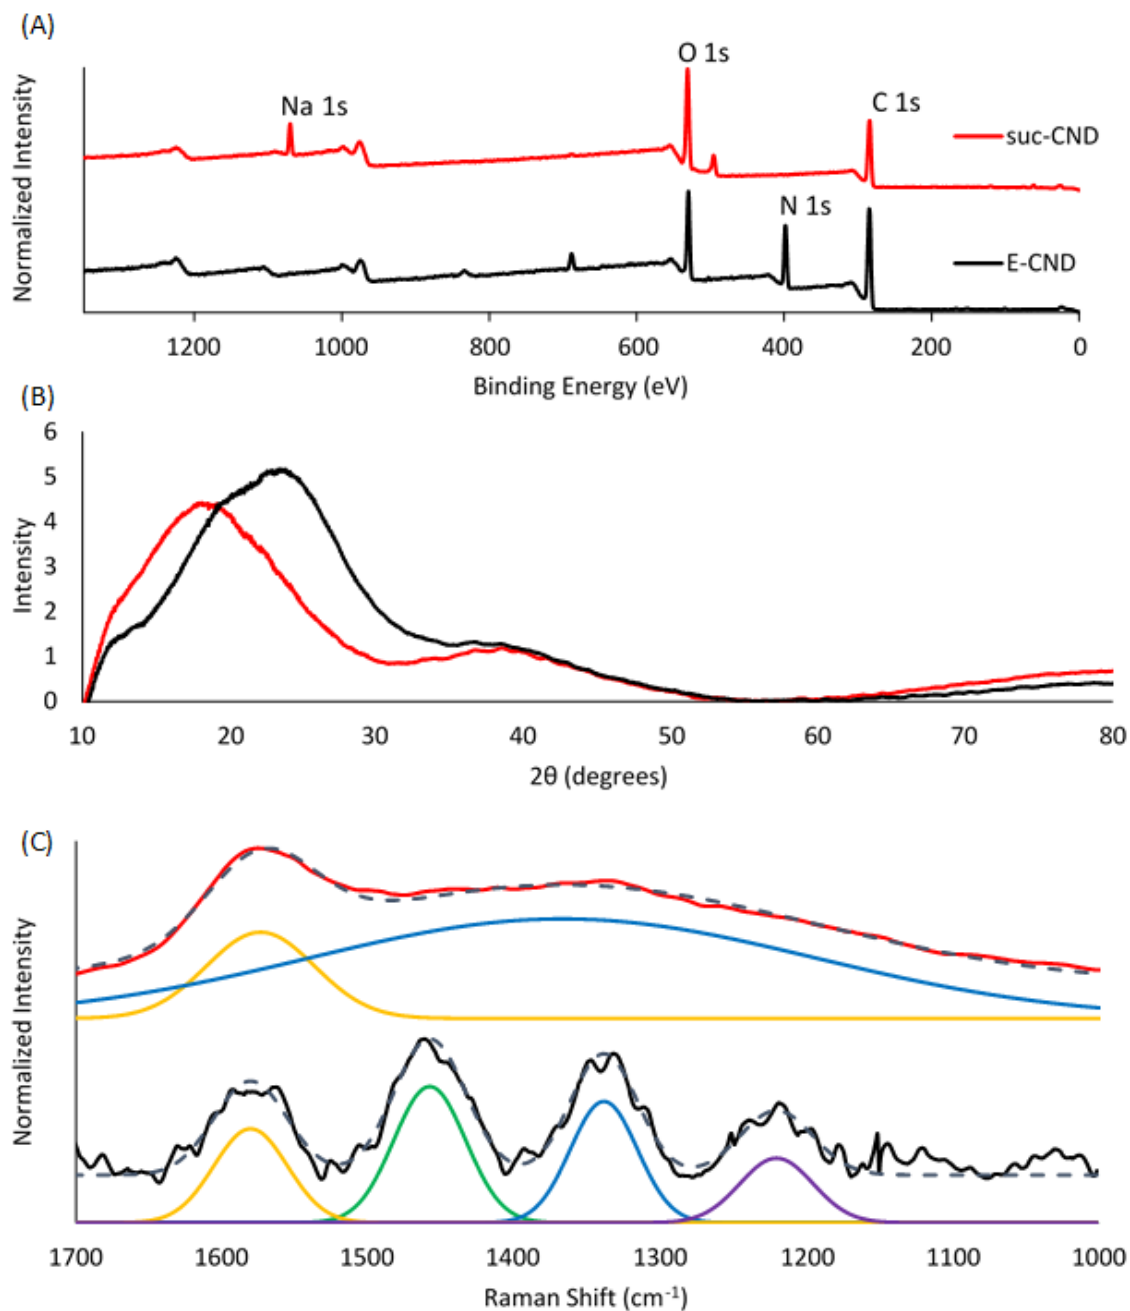 (A)
Normalized Intensity
Na 1s
O 1s
C 1s
N 1s
suc-CND
E-CND
1200 1000 800 600 400 200 0
Binding Energy (eV)
(B)
Intensity
6
5
4
3
2
1
0
10 20 30 40 50 60 70 80
2θ (degrees)
(C)
Normalized Intensity
1700 1600 1500 1400 1300 1200 1100 1000
Raman Shift (cm⁻¹)